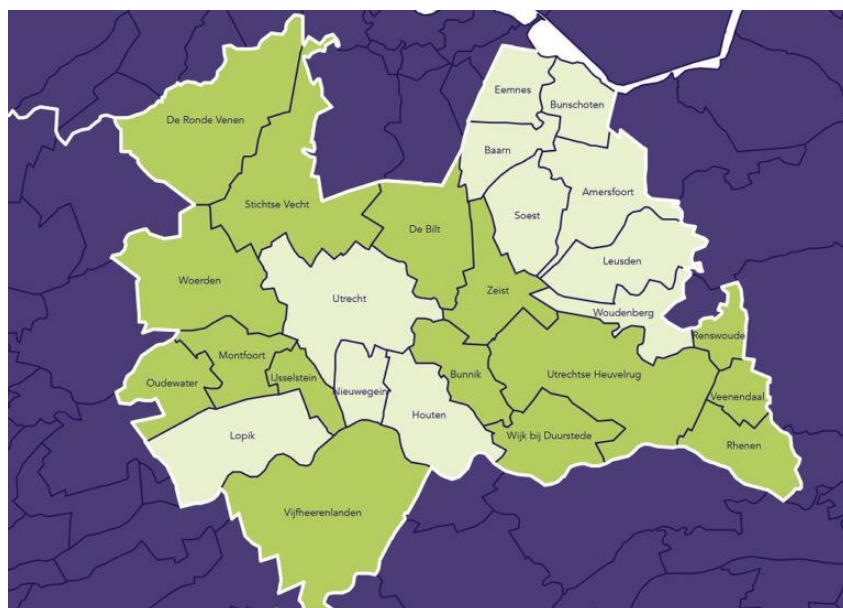 Eemnes
Bunschoten
De Ronde Venen
Baarn
Amersfoort
Stichtse Vecht
Soest
De Bilt
Leusden
Woerden
Zeist
Utrecht
Woudenberg
Renswoude
Montfoort
Bunnik
Utrechtse Heuvelrug
Oudewater
IJsselstein
Nieuwegein
Veenendaal
Houten
Lopik
Wijk bij Duurstede
Rhenen
Vijfheerenlanden